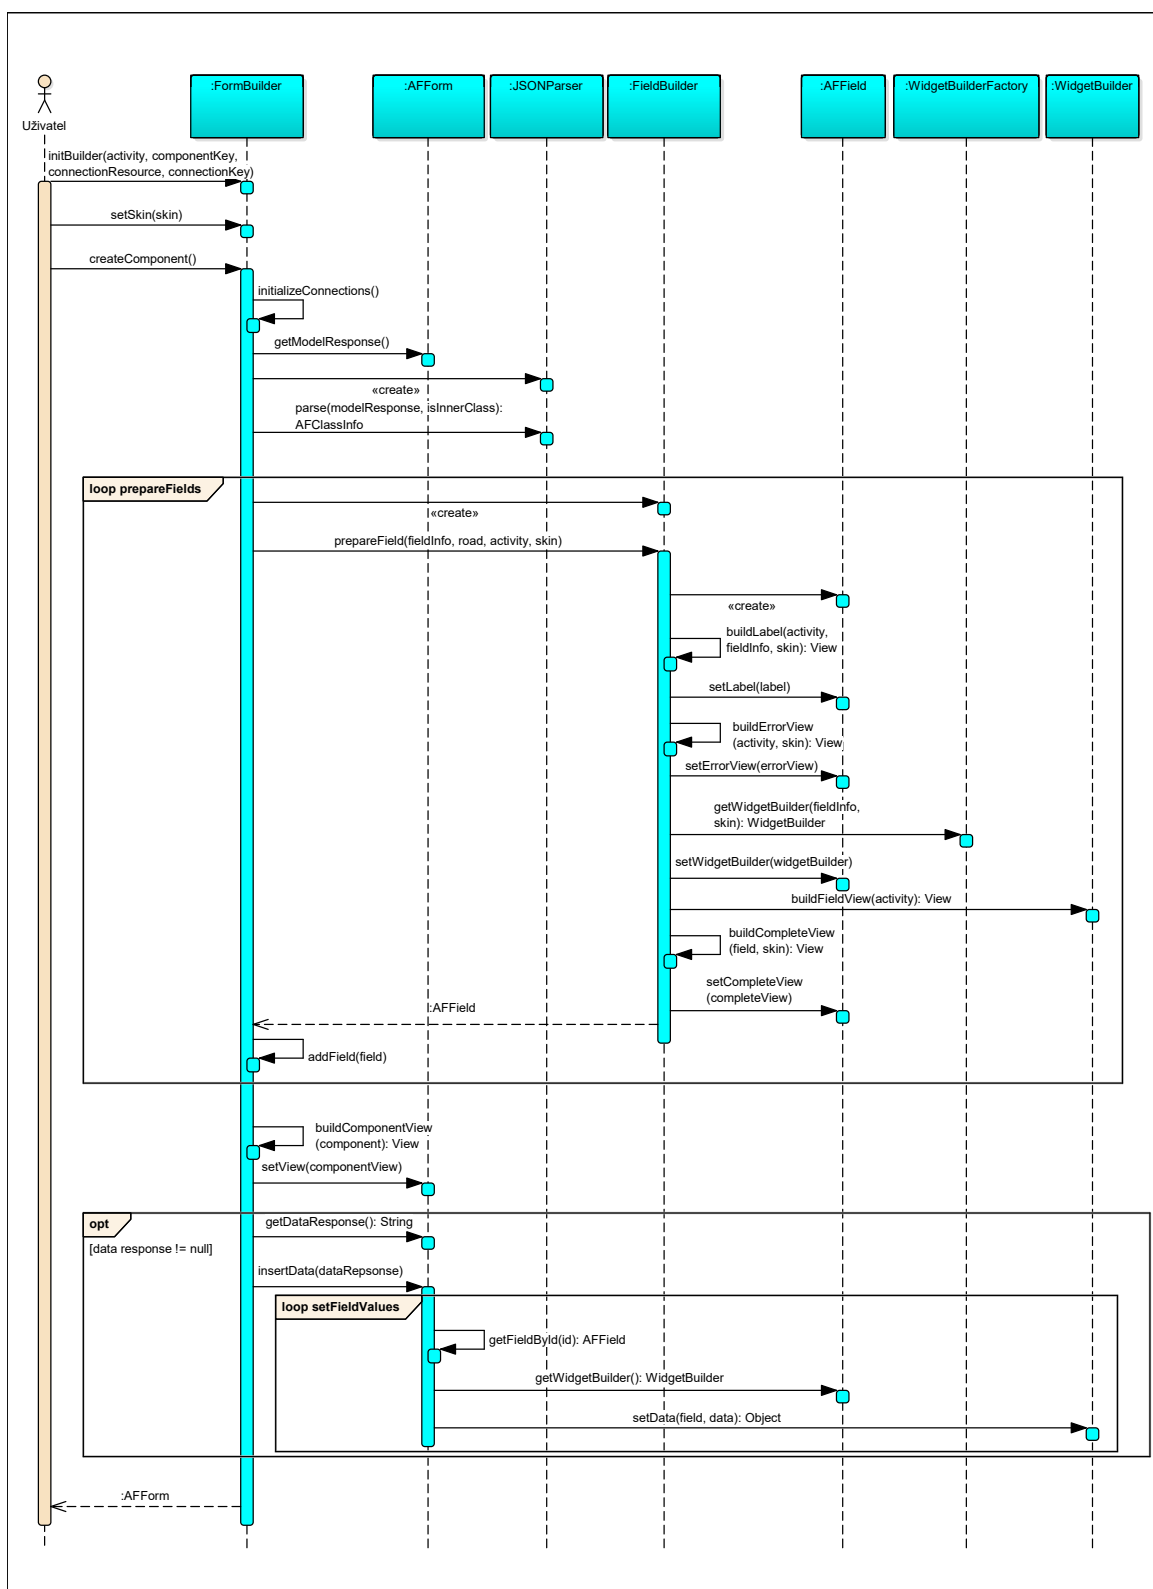 :FormBuilder
:AFForm
:JSONParser
:FieldBuilder
:AFField
:WidgetBuilderFactory
:WidgetBuilder
Uživatel
initBuilder(activity, componentKey,
connectionResource, connectionKey)
setSkin(skin)
createComponent()
initializeConnections()
getModelResponse()
«create»
parse(modelResponse, isInnerClass):
AFClassInfo
loop prepareFields
«create»
prepareField(fieldInfo, road, activity, skin)
«create»
buildLabel(activity,
fieldInfo, skin): View
setLabel(label)
buildErrorView
(activity, skin): View
setErrorView(errorView)
getWidgetBuilder(fieldInfo,
skin): WidgetBuilder
setWidgetBuilder(widgetBuilder)
buildFieldView(activity): View
buildCompleteView
(field, skin): View
setCompleteView
(completeView)
:AFField
addField(field)
buildComponentView
(component): View
setView(componentView)
opt
getDataResponse(): String
[data response != null]
insertData(dataRepsonse)
loop setFieldValues
getFieldById(id): AFField
getWidgetBuilder(): WidgetBuilder
setData(field, data): Object
:AFForm